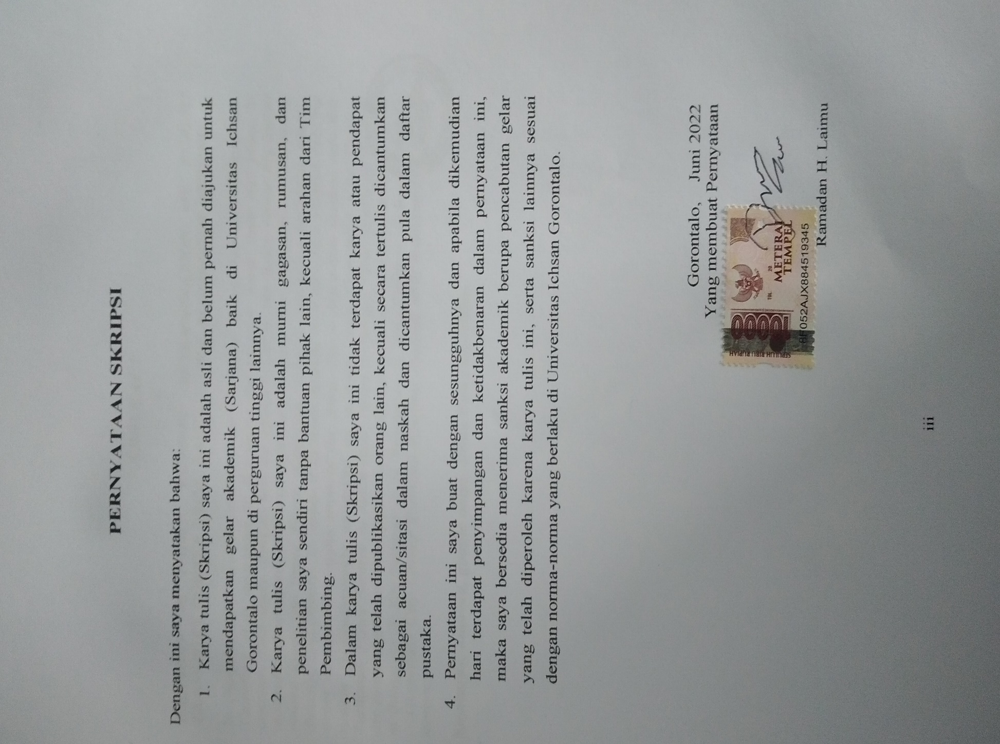 PERNYATAAN SKRIPSI
Dengan ini saya menyatakan bahwa:
1. Karya tulis (Skripsi) saya ini adalah asli dan belum pernah diajukan untuk
mendapatkan gelar akademik (Sarjana) baik di Universitas Ichsan
Gorontalo maupun di perguruan tinggi lainnya.
2. Karya tulis (Skripsi) saya ini adalah murni gagasan, rumusan, dan
penelitian saya sendiri tanpa bantuan pihak lain, kecuali arahan dari Tim
Pembimbing.
3. Dalam karya tulis (Skripsi) saya ini tidak terdapat karya atau pendapat
yang telah dipublikasikan orang lain, kecuali secara tertulis dicantumkan
sebagai acuan/sitasi dalam naskah dan dicantumkan pula dalam daftar
pustaka.
4. Pernyataan ini saya buat dengan sesungguhnya dan apabila dikemudian
hari terdapat penyimpangan dan ketidakbenaran dalam pernyataan ini,
maka saya bersedia menerima sanksi akademik berupa pencabutan gelar
yang telah diperoleh karena karya tulis ini, serta sanksi lainnya sesuai
dengan norma-norma yang berlaku di Universitas Ichsan Gorontalo.
Gorontalo, Juni 2022
Yang membuat Pernyataan
SEPULUH RIBU RUPIAH
10000
TGL. 20
METERAI
TEMPEL
8F052AJX884519345
Ramadan H. Laimu
iii